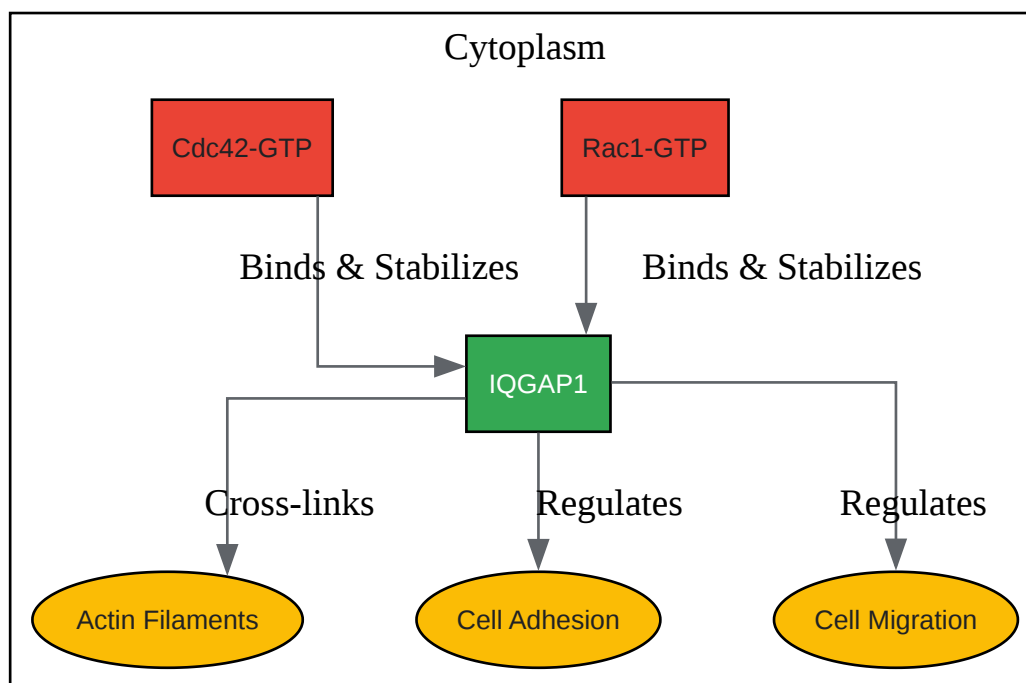 Cytoplasm
Cdc42-GTP
Rac1-GTP
Binds & Stabilizes
Binds & Stabilizes
IQGAP1
Cross-links
Regulates
Regulates
Actin Filaments
Cell Adhesion
Cell Migration